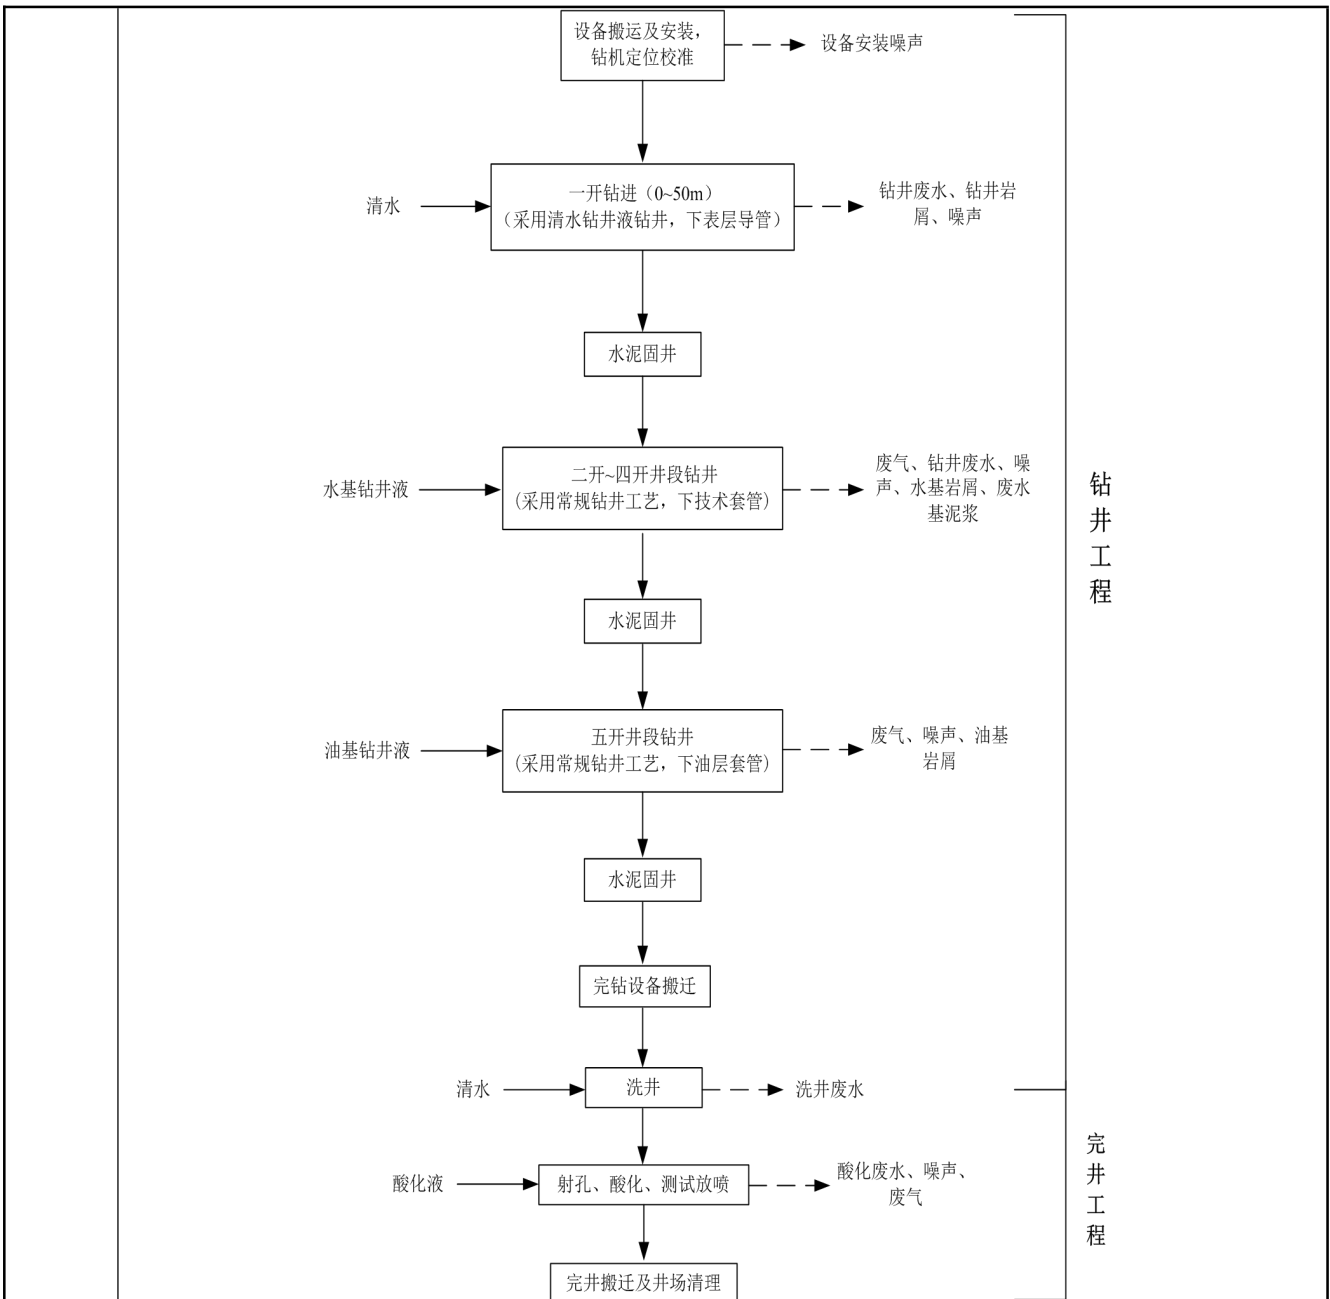 设备搬运及安装，
钻机定位校准
设备安装噪声
清水
一开钻进（0~50m）
（采用清水钻井液钻井，下表层导管）
钻井废水、钻井岩
屑、噪声
水泥固井
水基钻井液
二开~四开井段钻井
(采用常规钻井工艺，下技术套管)
废气、钻井废水、噪
声、水基岩屑、废水
基泥浆
钻井工程
水泥固井
油基钻井液
五开井段钻井
(采用常规钻井工艺，下油层套管)
废气、噪声、油基
岩屑
水泥固井
完钻设备搬迁
清水
洗井
洗井废水
酸化液
射孔、酸化、测试放喷
酸化废水、噪声、
废气
完井工程
完井搬迁及井场清理